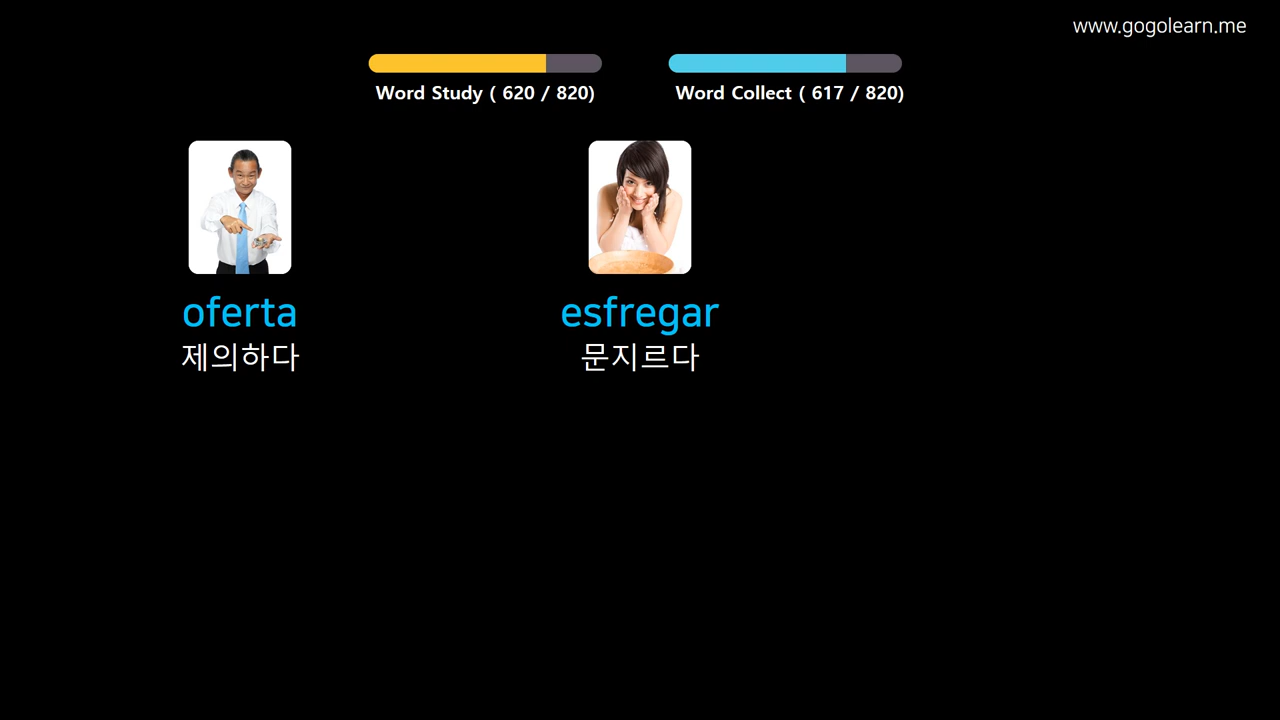 www.gogolearn.me
Word Study ( 620 / 820)
Word Collect ( 617 / 820)
oferta
제의하다
esfregar
문지르다